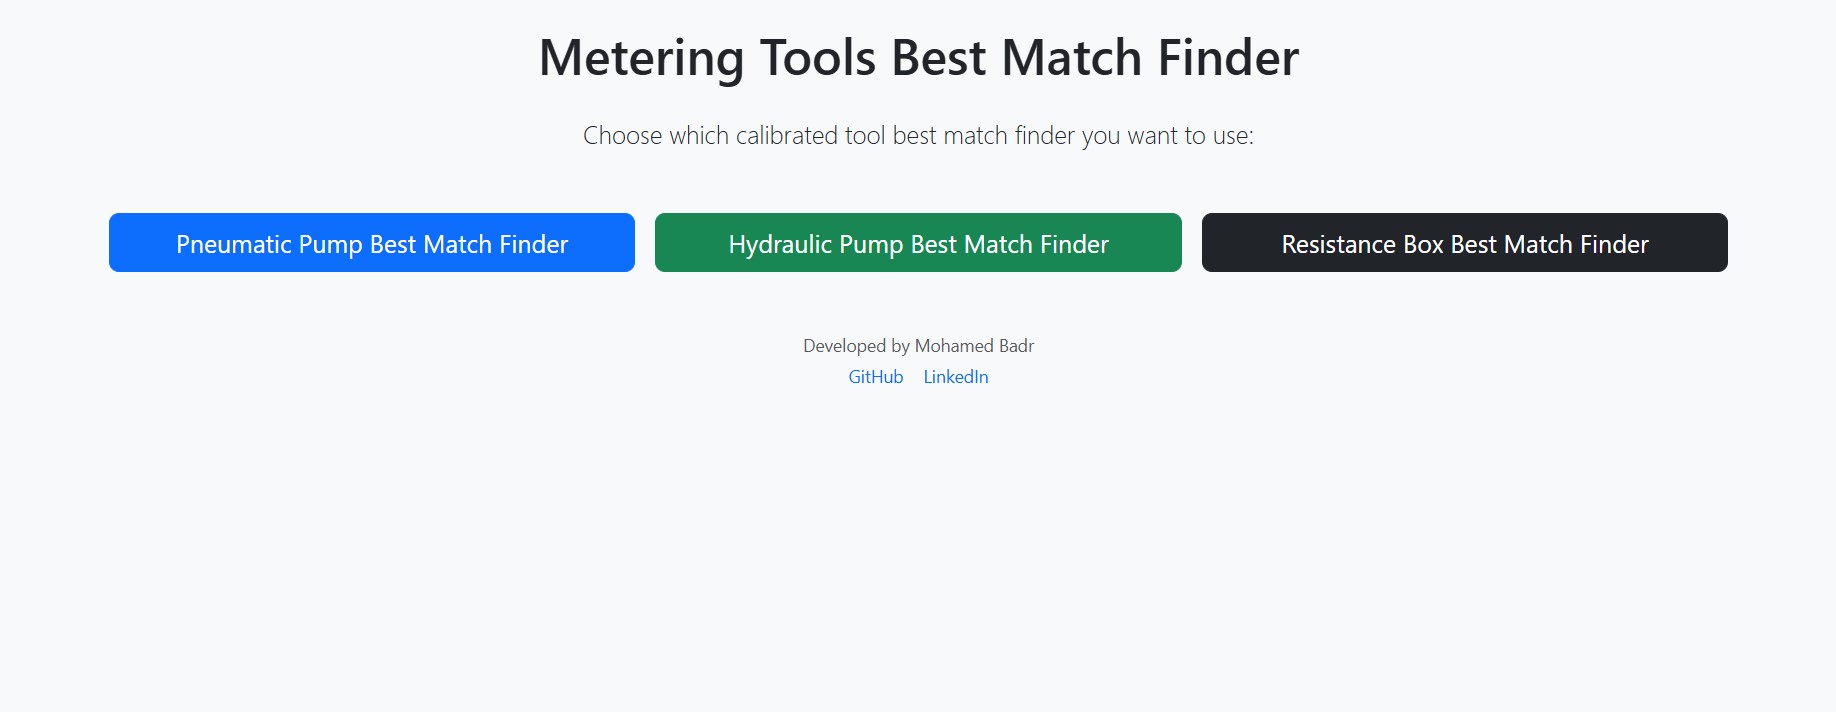 Metering Tools Best Match Finder
Choose which calibrated tool best match finder you want to use:
Pneumatic Pump Best Match Finder
Hydraulic Pump Best Match Finder
Resistance Box Best Match Finder
Developed by Mohamed Badr
GitHub LinkedIn